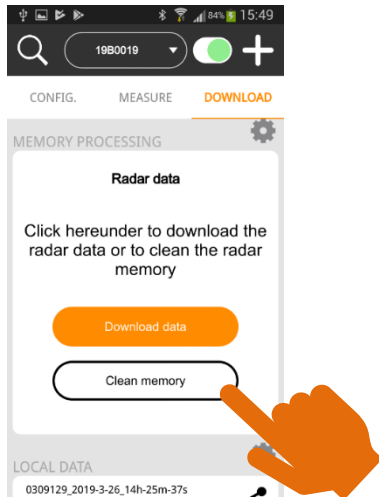 84% 15:49
19B0019
CONFIG. MEASURE DOWNLOAD
MEMORY PROCESSING
Radar data
Click hereunder to download the
radar data or to clean the radar
memory
Download data
Clean memory
LOCAL DATA
0309129_2019-3-26_14h-25m-37s